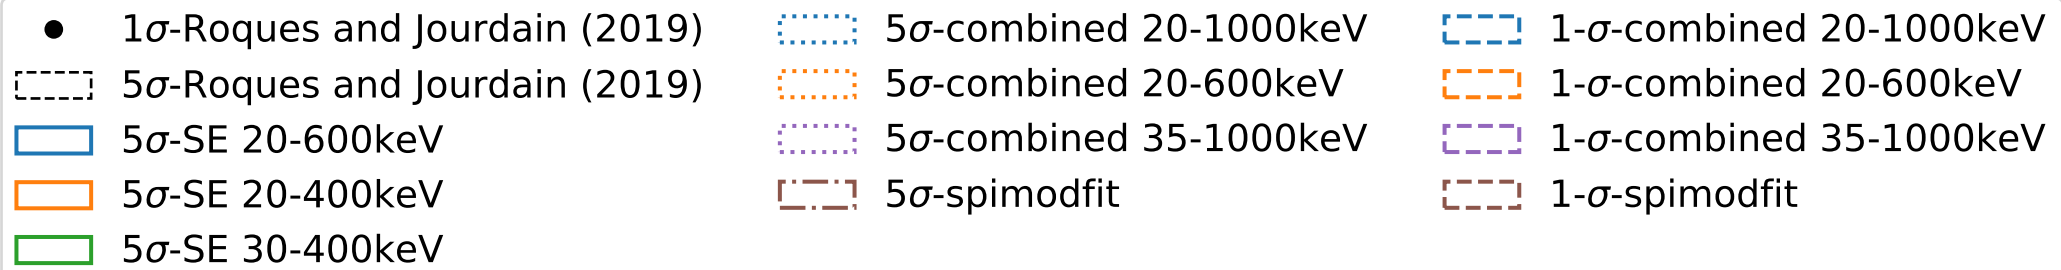 1σ-Roques and Jourdain (2019)
5σ-Roques and Jourdain (2019)
5σ-SE 20-600keV
5σ-SE 20-400keV
5σ-SE 30-400keV
5σ-combined 20-1000keV
5σ-combined 20-600keV
5σ-combined 35-1000keV
5σ-spimodfit
1-σ-combined 20-1000keV
1-σ-combined 20-600keV
1-σ-combined 35-1000keV
1-σ-spimodfit